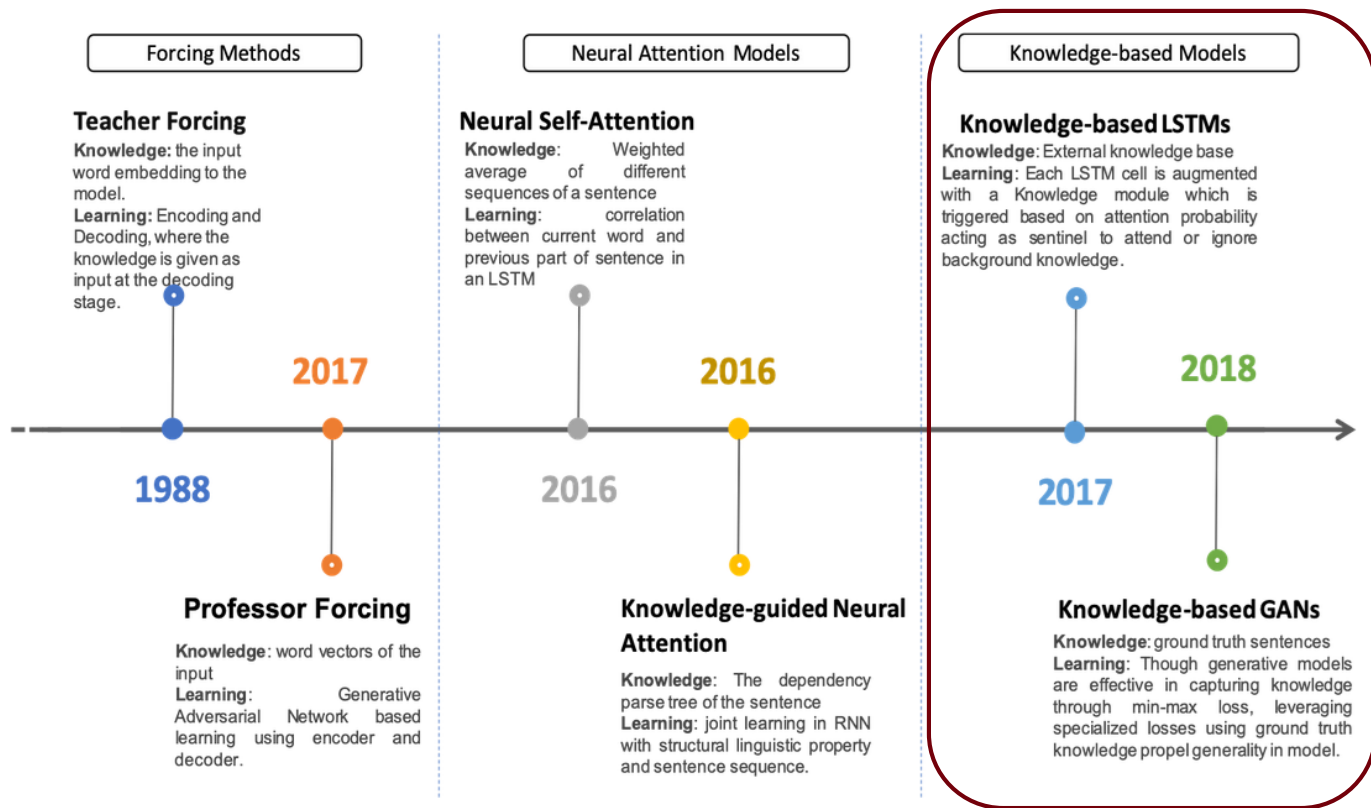 Forcing Methods
Neural Attention Models
Knowledge-based Models
Teacher Forcing
Knowledge: the input
word embedding to the
model.
Learning: Encoding and
Decoding, where the
knowledge is given as
input at the decoding
stage.
Neural Self-Attention
Knowledge: Weighted
average of different
sequences of a sentence
Learning: correlation
between current word and
previous part of sentence in
an LSTM
Knowledge-based LSTMs
Knowledge: External knowledge base
Learning: Each LSTM cell is augmented
with a Knowledge module which is
triggered based on attention probability
acting as sentinel to attend or ignore
background knowledge.
2017
2016
2018
1988
2016
2017
Professor Forcing
Knowledge: word vectors of the
input
Learning: Generative
Adversarial Network based
learning using encoder and
decoder.
Knowledge-guided Neural
Attention
Knowledge: The dependency
parse tree of the sentence
Learning: joint learning in RNN
with structural linguistic property
and sentence sequence.
Knowledge-based GANs
Knowledge: ground truth sentences
Learning: Though generative models
are effective in capturing knowledge
through min-max loss, leveraging
specialized losses using ground truth
knowledge propel generality in model.